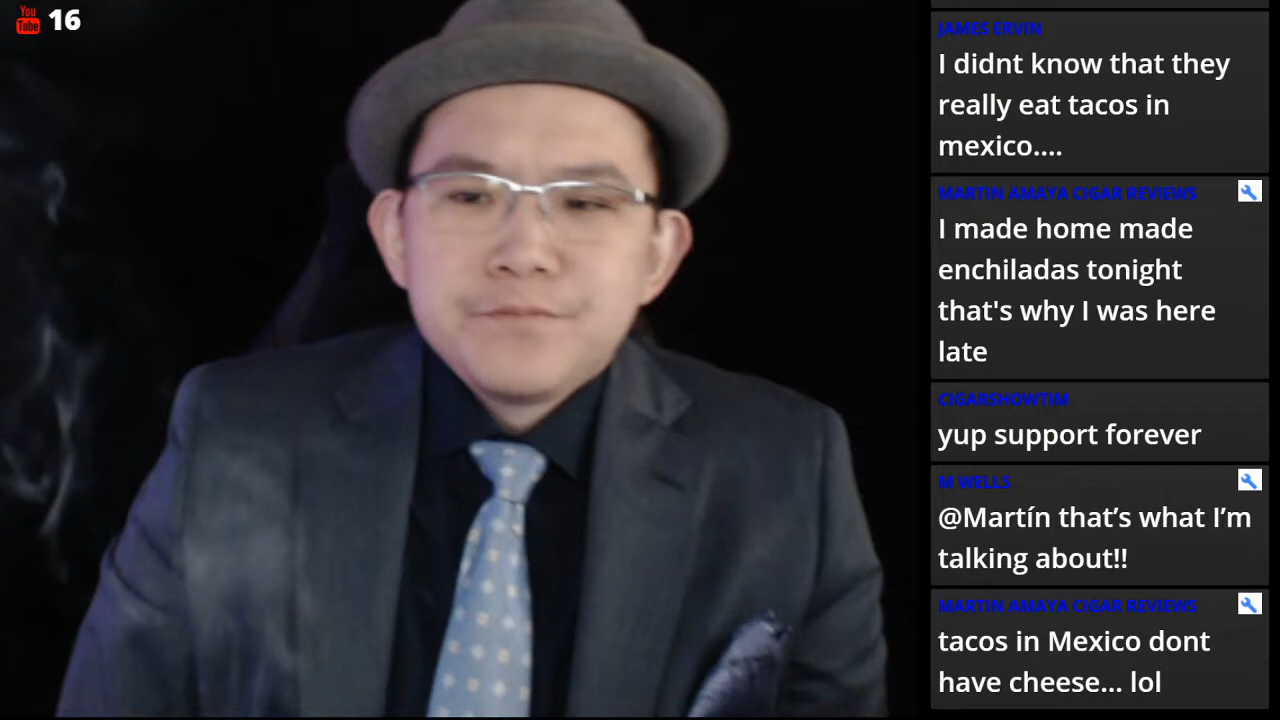 You
Tube
16
JAMES ERVIN
I didnt know that they
really eat tacos in
mexico....
MARTIN AMAYA CIGAR REVIEWS
I made home made
enchiladas tonight
that's why I was here
late
CIGARSHOWTIM
yup support forever
M WELLS
@Martín that’s what I’m
talking about!!
MARTIN AMAYA CIGAR REVIEWS
tacos in Mexico dont
have cheese... lol